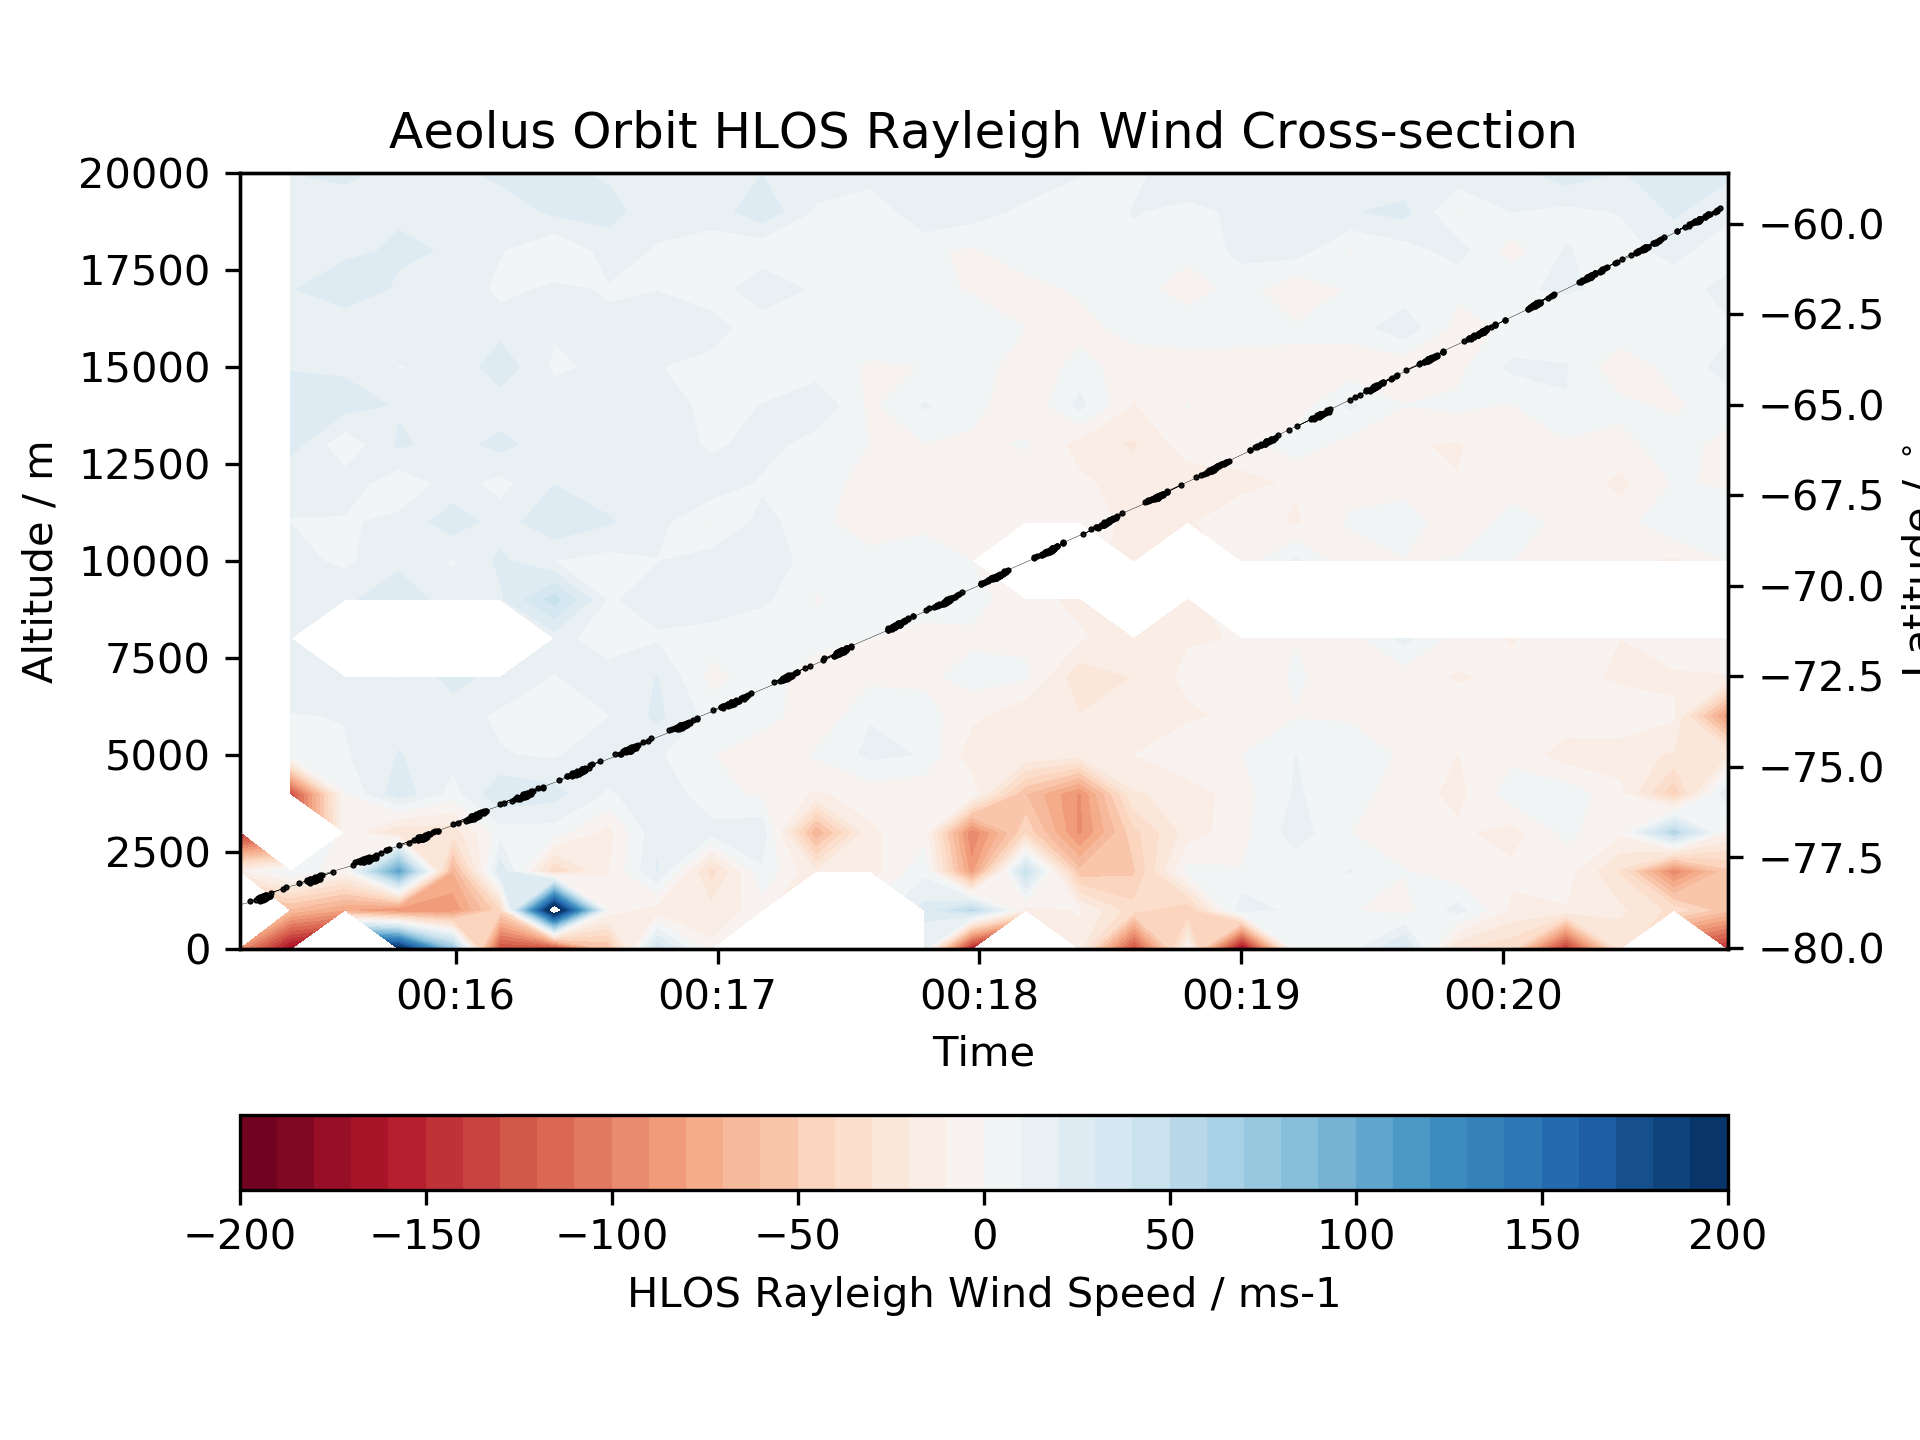 Aeolus Orbit HLOS Rayleigh Wind Cross-section
20000
17500
15000
12500
10000
7500
5000
2500
0
Altitude / m
−60.0
−62.5
−65.0
−67.5
−70.0
−72.5
−75.0
−77.5
−80.0
Latitude / °
00:16 00:17 00:18 00:19 00:20
Time
−200 −150 −100 −50 0 50 100 150 200
HLOS Rayleigh Wind Speed / ms-1